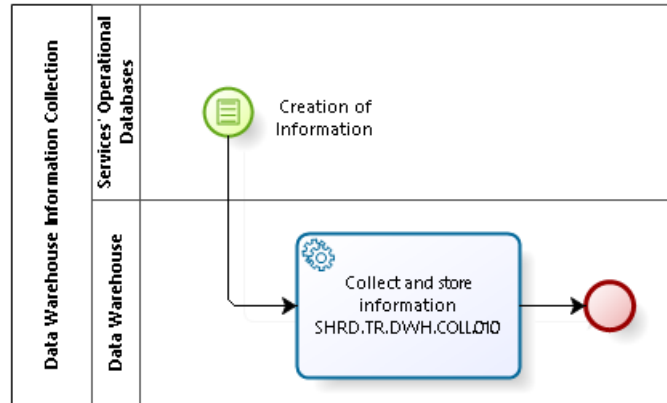 Data Warehouse Information Collection
Services' Operational
Databases
Creation of
Information
Data Warehouse
Collect and store
information
SHRD.TR.DWH.COLL.010